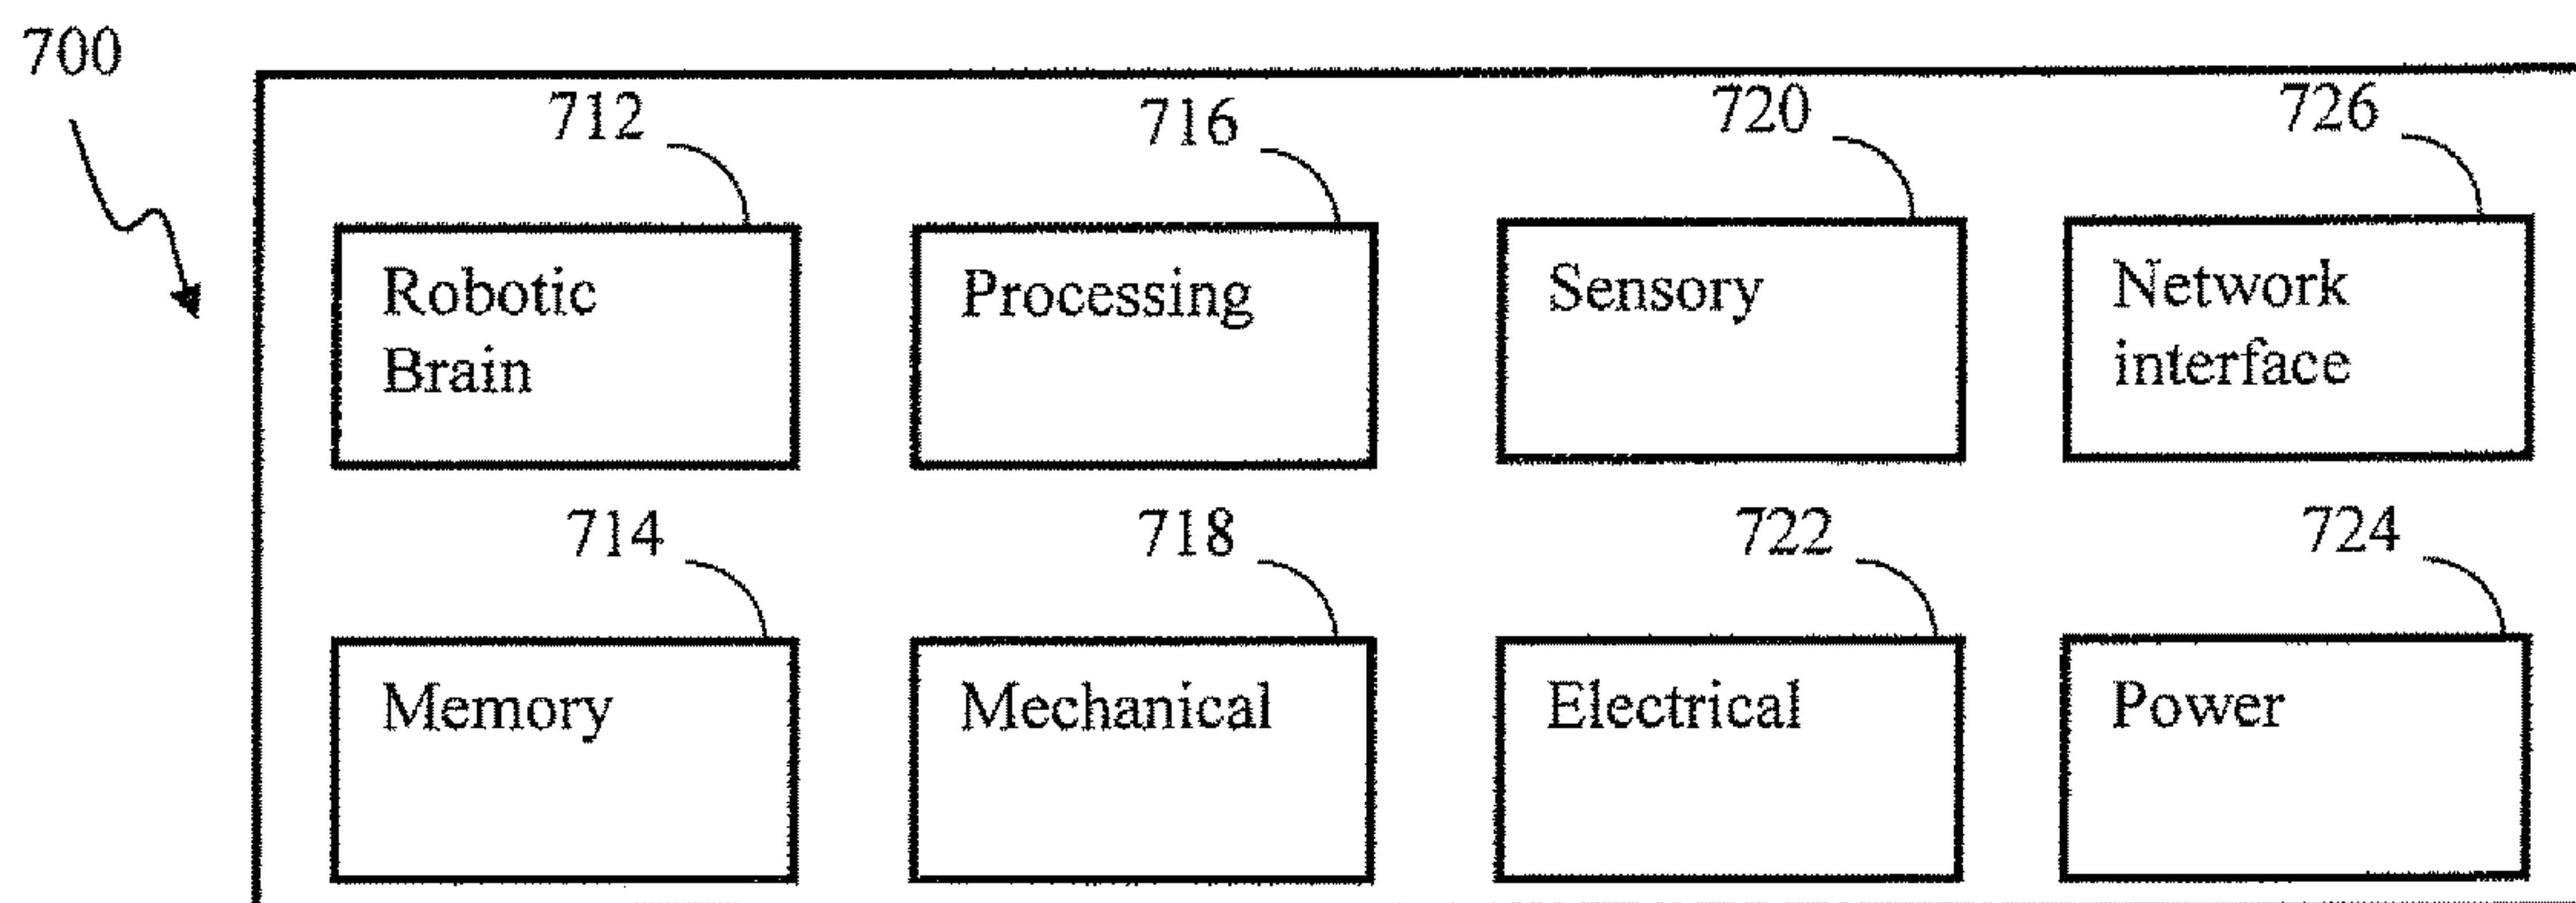 700
712
716
720
726
Robotic
Brain
Processing
Sensory
Network
interface
714
718
722
724
Memory
Mechanical
Electrical
Power